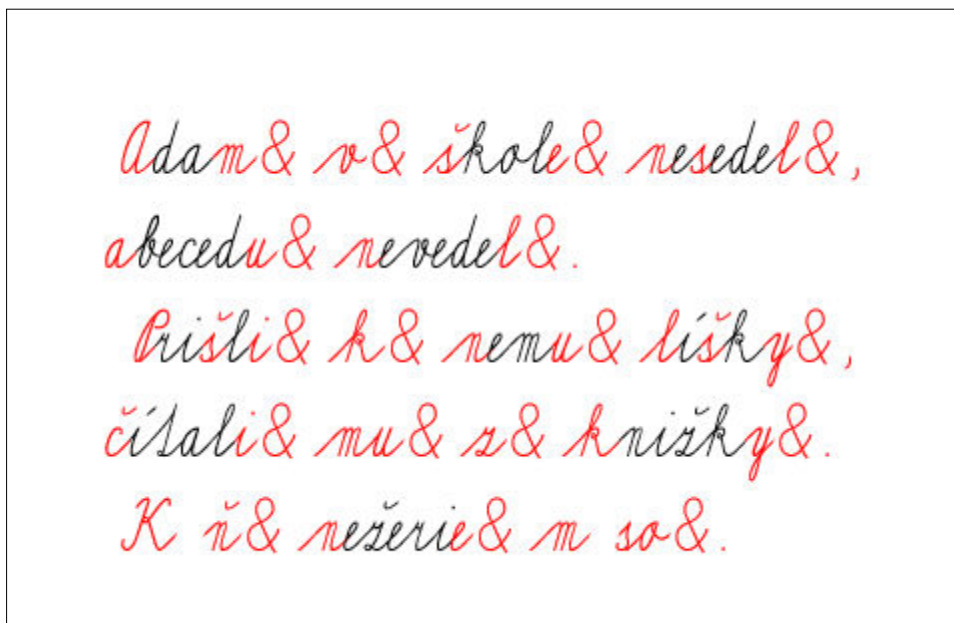 Adam& v& škole& nesedel&,
abecedu& nevedel&.
Prišli& k& nemu& líšky&,
čítali& mu& z& knižky&.
K ň& nežerie& m so&.